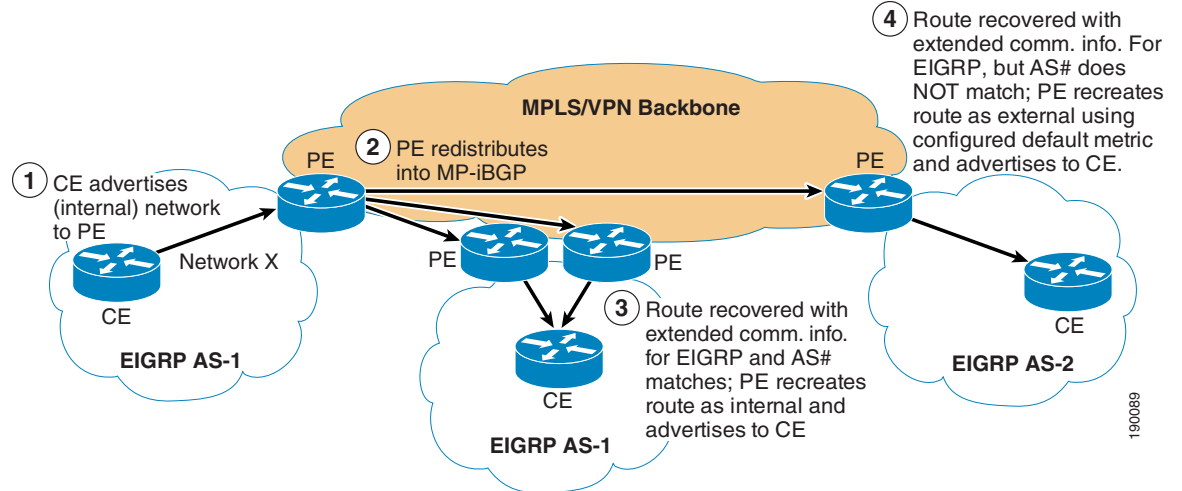 4 Route recovered with
extended comm. info. For
EIGRP, but AS# does
NOT match; PE recreates
route as external using
configured default metric
and advertises to CE.
MPLS/VPN Backbone
2 PE redistributes
into MP-iBGP
PE
PE
1 CE advertises
(internal) network
to PE
Network X
CE
EIGRP AS-1
PE
PE
3 Route recovered with
extended comm. info.
for EIGRP and AS#
matches; PE recreates
route as internal and
advertises to CE
CE
EIGRP AS-1
CE
EIGRP AS-2
190089